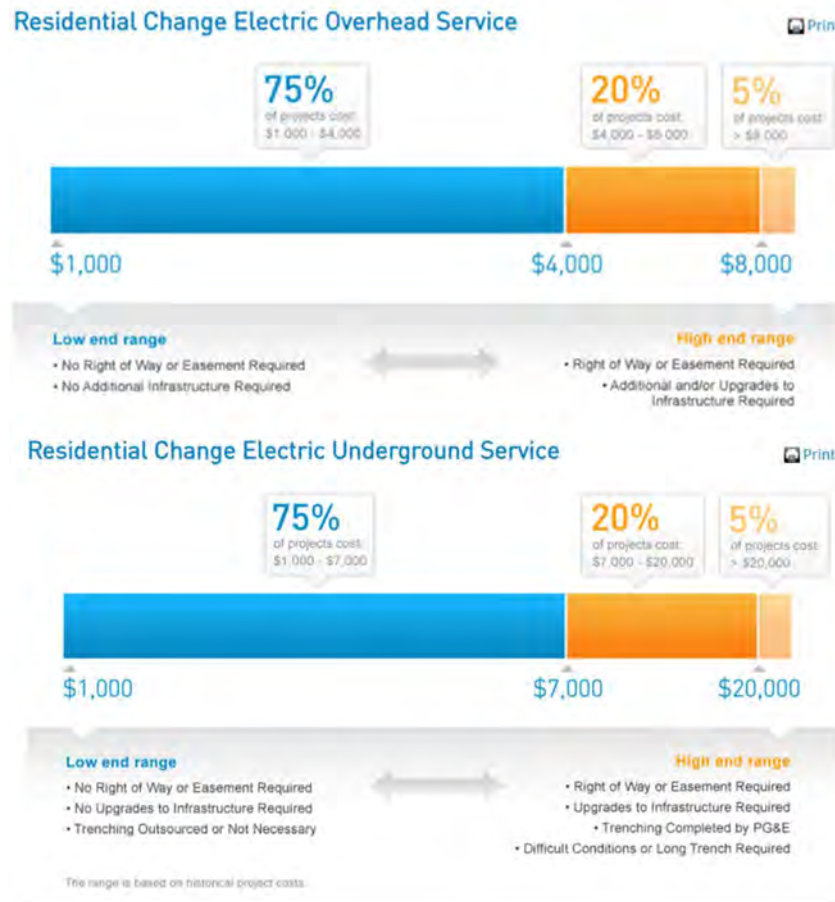 Residential Change Electric Overhead Service
Prin
75%
of projects cost:
$1,000 - $4,000
20%
of projects cost:
$4,000 - $8,000
5%
of projects cost:
> $8,000
$1,000
$4,000
$8,000
Low end range
• No Right of Way or Easement Required
• No Additional Infrastructure Required
High end range
• Right of Way or Easement Required
• Additional and/or Upgrades to
Infrastructure Required
Residential Change Electric Underground Service
Print
75%
of projects cost:
$1,000 - $7,000
20%
of projects cost:
$7,000 - $20,000
5%
of projects cost:
> $20,000
$1,000
$7,000
$20,000
Low end range
• No Right of Way or Easement Required
• No Upgrades to Infrastructure Required
• Trenching Outsourced or Not Necessary
High end range
• Right of Way or Easement Required
• Upgrades to Infrastructure Required
• Trenching Completed by PG&E
• Difficult Conditions or Long Trench Required
The range is based on historical project costs.